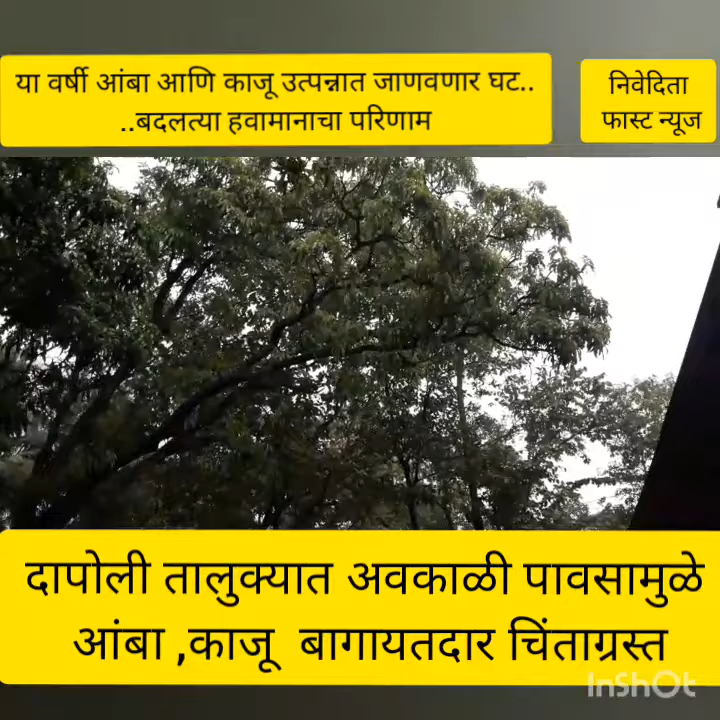 या वर्षी आंबा आणि काजू उत्पन्नात जाणवणार घट..
..बदलत्या हवामानाचा परिणाम
निवेदिता
फास्ट न्यूज
दापोली तालुक्यात अवकाळी पावसामुळे
आंबा ,काजू बागायतदार चिंताग्रस्त
InShOt